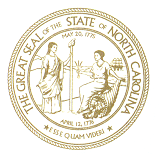 THE GREAT SEAL OF THE STATE OF NORTH CAROLINA
MAY 20, 1775
APRIL 12, 1776
ESSE QUAM VIDERI